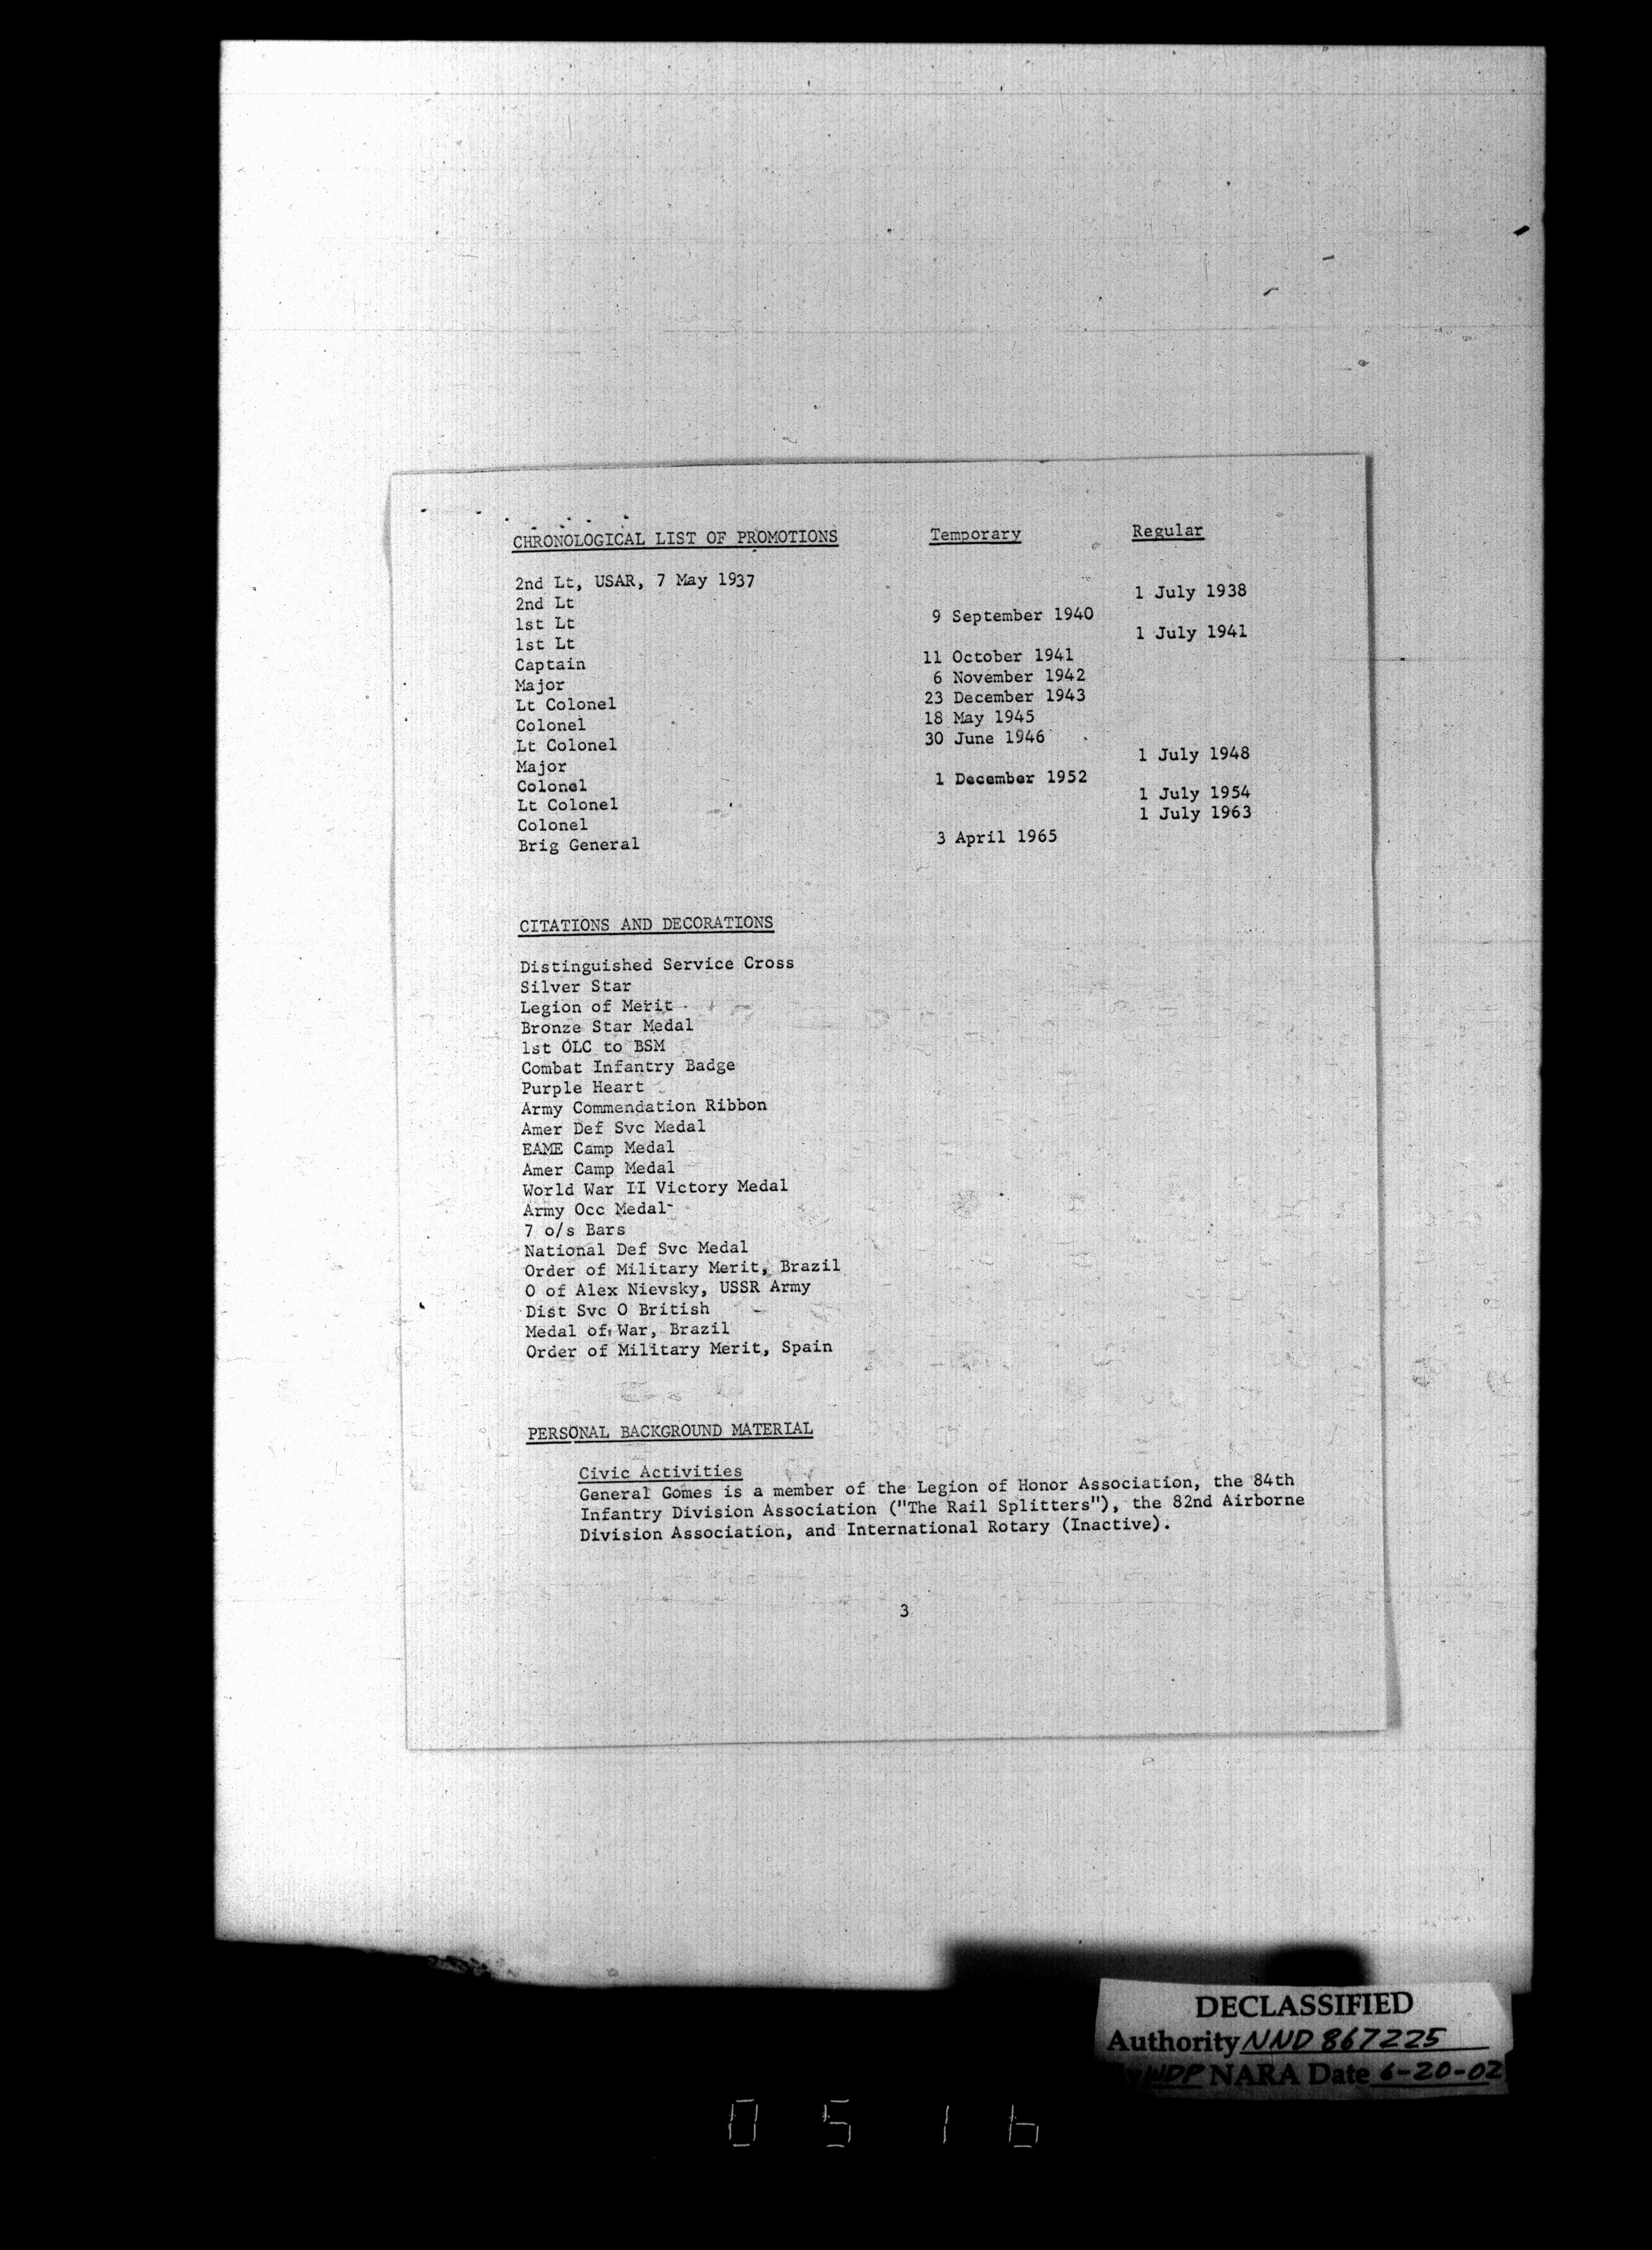 CHRONOLOGICAL LIST OF PROMOTIONS Temporary Regular
2nd Lt, USAR, 7 May 1937
2nd Lt 1 July 1938
1st Lt 9 September 1940
1st Lt 1 July 1941
Captain 11 October 1941
Major 6 November 1942
Lt Colonel 23 December 1943
Colonel 18 May 1945
Lt Colonel 30 June 1946
Major 1 July 1948
Colonel 1 December 1952
Lt Colonel 1 July 1954
Colonel 1 July 1963
Brig General 3 April 1965
CITATIONS AND DECORATIONS
Distinguished Service Cross
Silver Star
Legion of Merit
Bronze Star Medal
1st OLC to BSM
Combat Infantry Badge
Purple Heart
Army Commendation Ribbon
Amer Def Svc Medal
EAME Camp Medal
Amer Camp Medal
World War II Victory Medal
Army Occ Medal
7 o/s Bars
National Def Svc Medal
Order of Military Merit, Brazil
O of Alex Nievsky, USSR Army
Dist Svc O British
Medal of War, Brazil
Order of Military Merit, Spain
PERSONAL BACKGROUND MATERIAL
Civic Activities
General Gomes is a member of the Legion of Honor Association, the 84th
Infantry Division Association ("The Rail Splitters"), the 82nd Airborne
Division Association, and International Rotary (Inactive).
3
DECLASSIFIED
Authority NND 867225
WDP NARA Date 6-20-02
0516